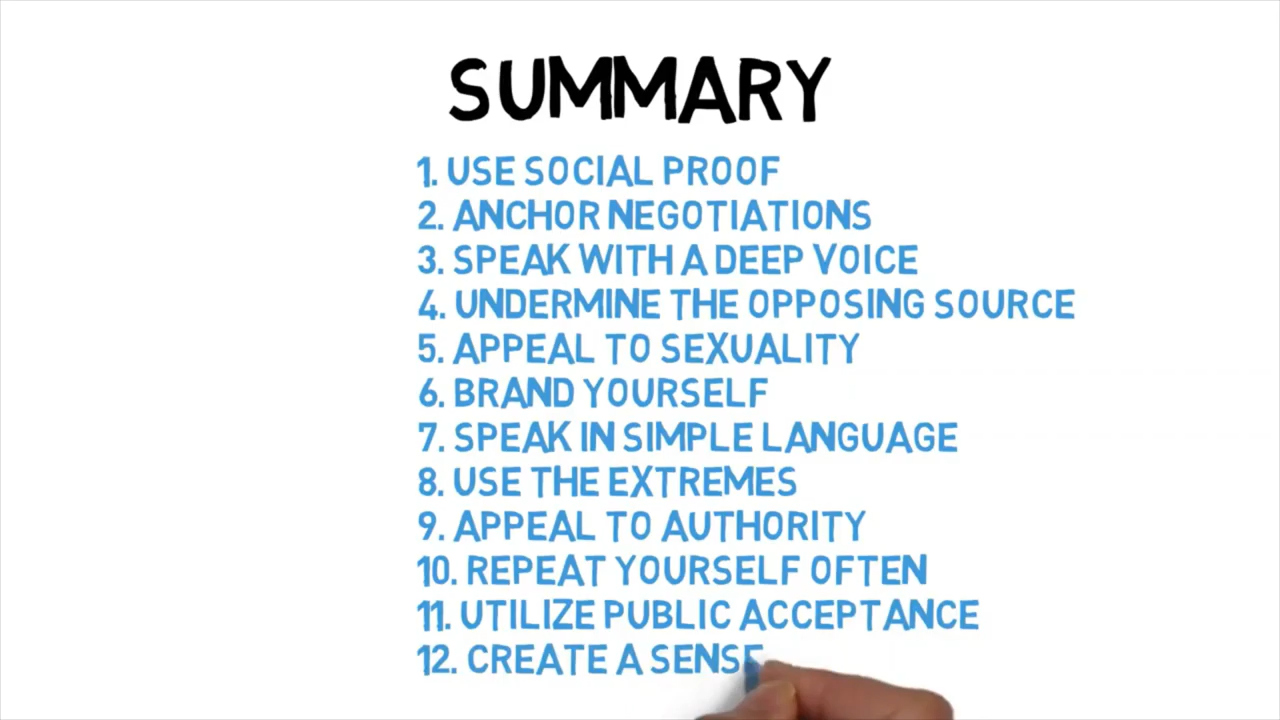 SUMMARY
1. USE SOCIAL PROOF
2. ANCHOR NEGOTIATIONS
3. SPEAK WITH A DEEP VOICE
4. UNDERMINE THE OPPOSING SOURCE
5. APPEAL TO SEXUALITY
6. BRAND YOURSELF
7. SPEAK IN SIMPLE LANGUAGE
8. USE THE EXTREMES
9. APPEAL TO AUTHORITY
10. REPEAT YOURSELF OFTEN
11. UTILIZE PUBLIC ACCEPTANCE
12. CREATE A SENSE